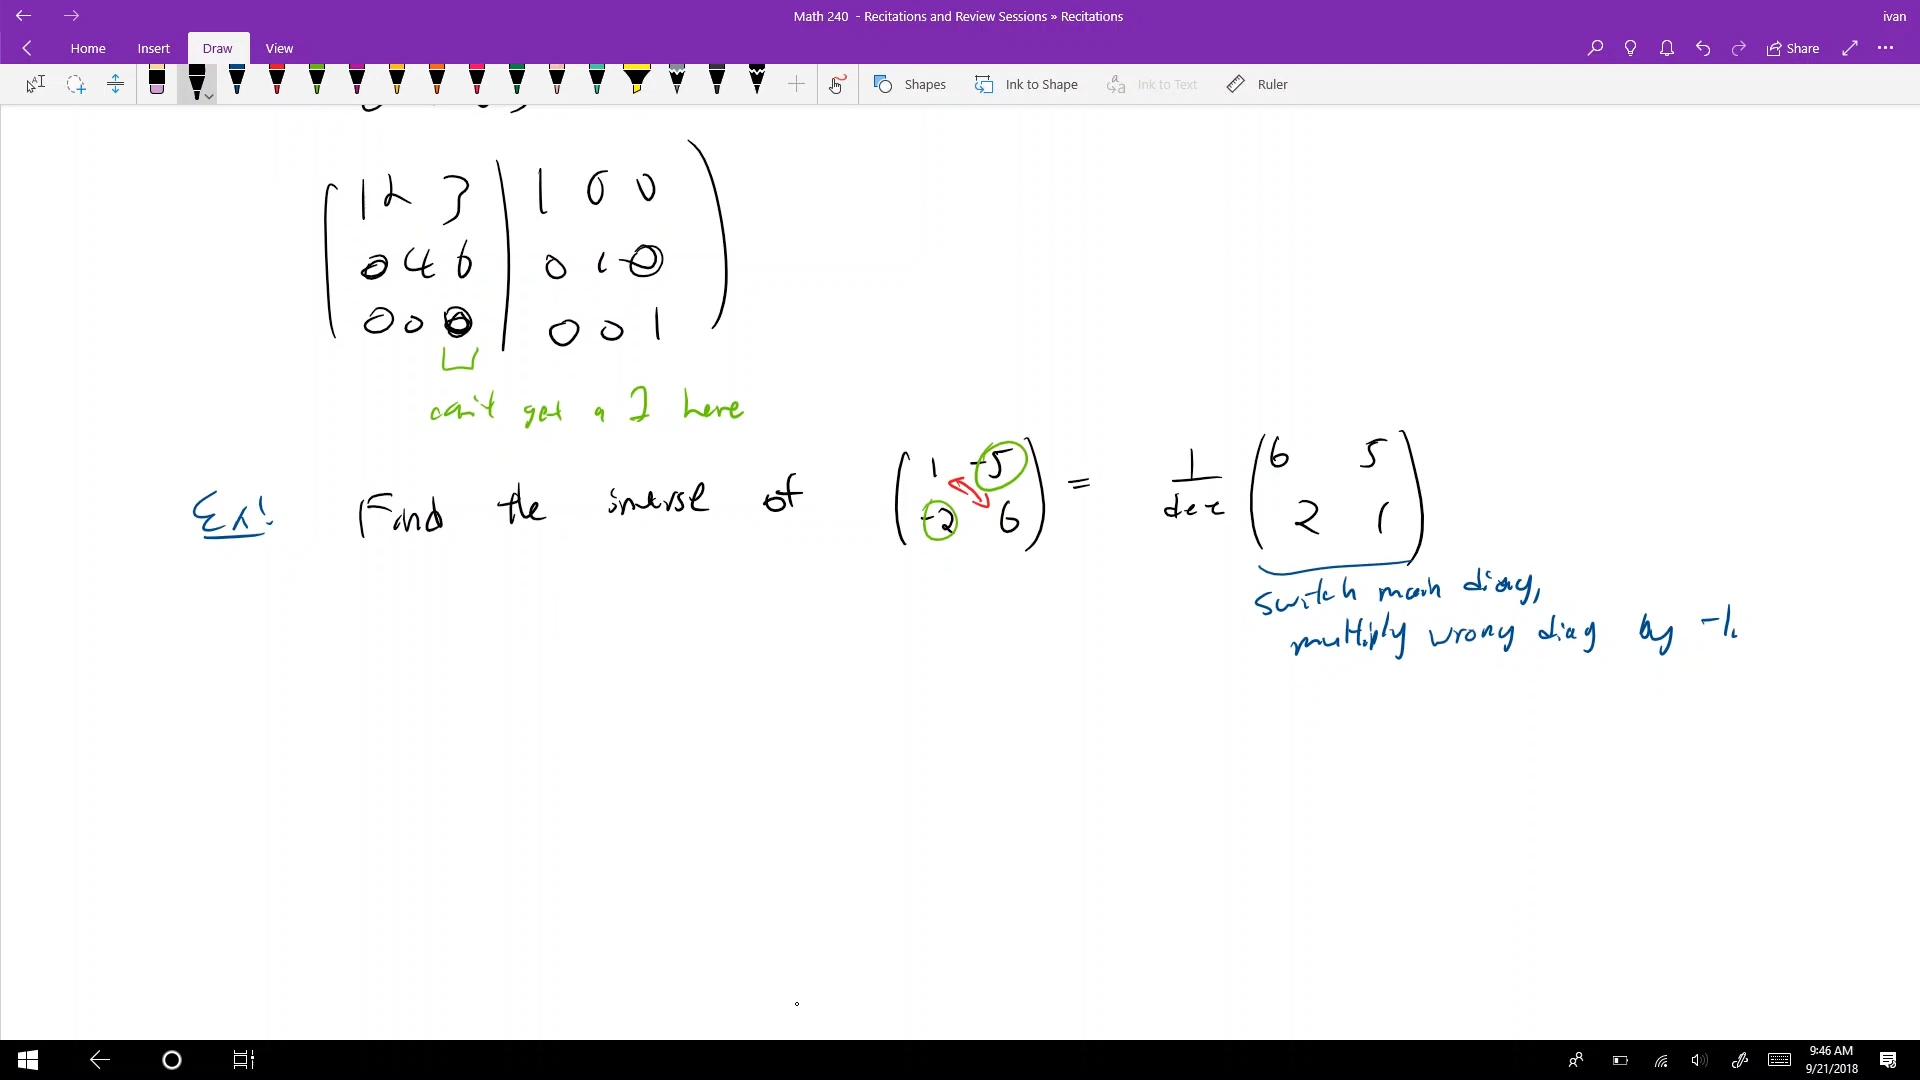 Math 240 - Recitations and Review Sessions » Recitations
ivan
Home Insert Draw View
Share
Shapes Ink to Shape Ink to Text Ruler
1 2 3 | 1 0 0
0 4 6 | 0 1 0
0 0 0 | 0 0 1
can't get a 1 here
Ex: Find the inverse of ( 1 -5 ) = 1/det ( 6 5 )
( -2 6 ) ( 2 1 )
switch main diag,
multiply wrong diag by -1.
9:46 AM
9/21/2018